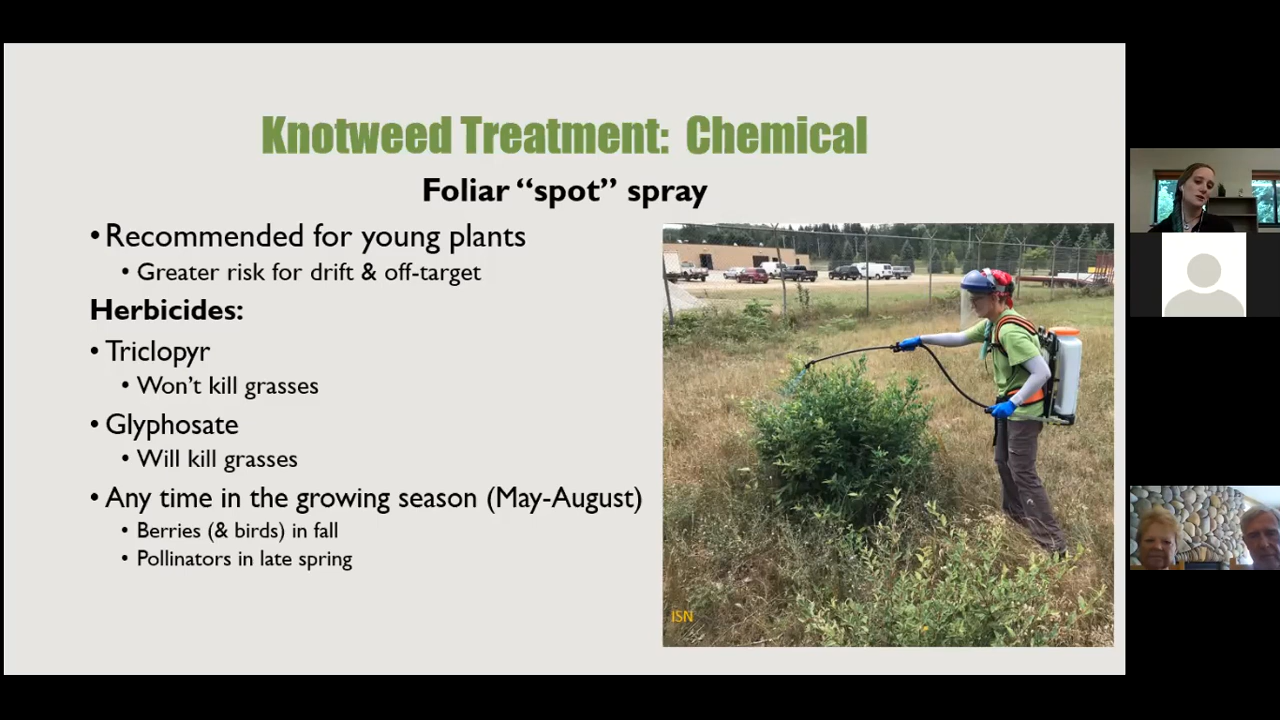 Knotweed Treatment: Chemical
Foliar “spot” spray
• Recommended for young plants
• Greater risk for drift & off-target
Herbicides:
• Triclopyr
• Won’t kill grasses
• Glyphosate
• Will kill grasses
• Any time in the growing season (May-August)
• Berries (& birds) in fall
• Pollinators in late spring
ISN